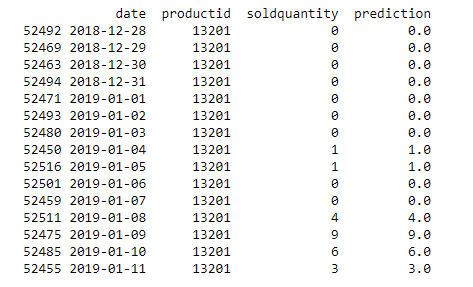 date productid soldquantity prediction
52492 2018-12-28 13201 0 0.0
52469 2018-12-29 13201 0 0.0
52463 2018-12-30 13201 0 0.0
52494 2018-12-31 13201 0 0.0
52471 2019-01-01 13201 0 0.0
52493 2019-01-02 13201 0 0.0
52480 2019-01-03 13201 0 0.0
52450 2019-01-04 13201 1 1.0
52516 2019-01-05 13201 1 1.0
52501 2019-01-06 13201 0 0.0
52459 2019-01-07 13201 0 0.0
52511 2019-01-08 13201 4 4.0
52475 2019-01-09 13201 9 9.0
52485 2019-01-10 13201 6 6.0
52455 2019-01-11 13201 3 3.0